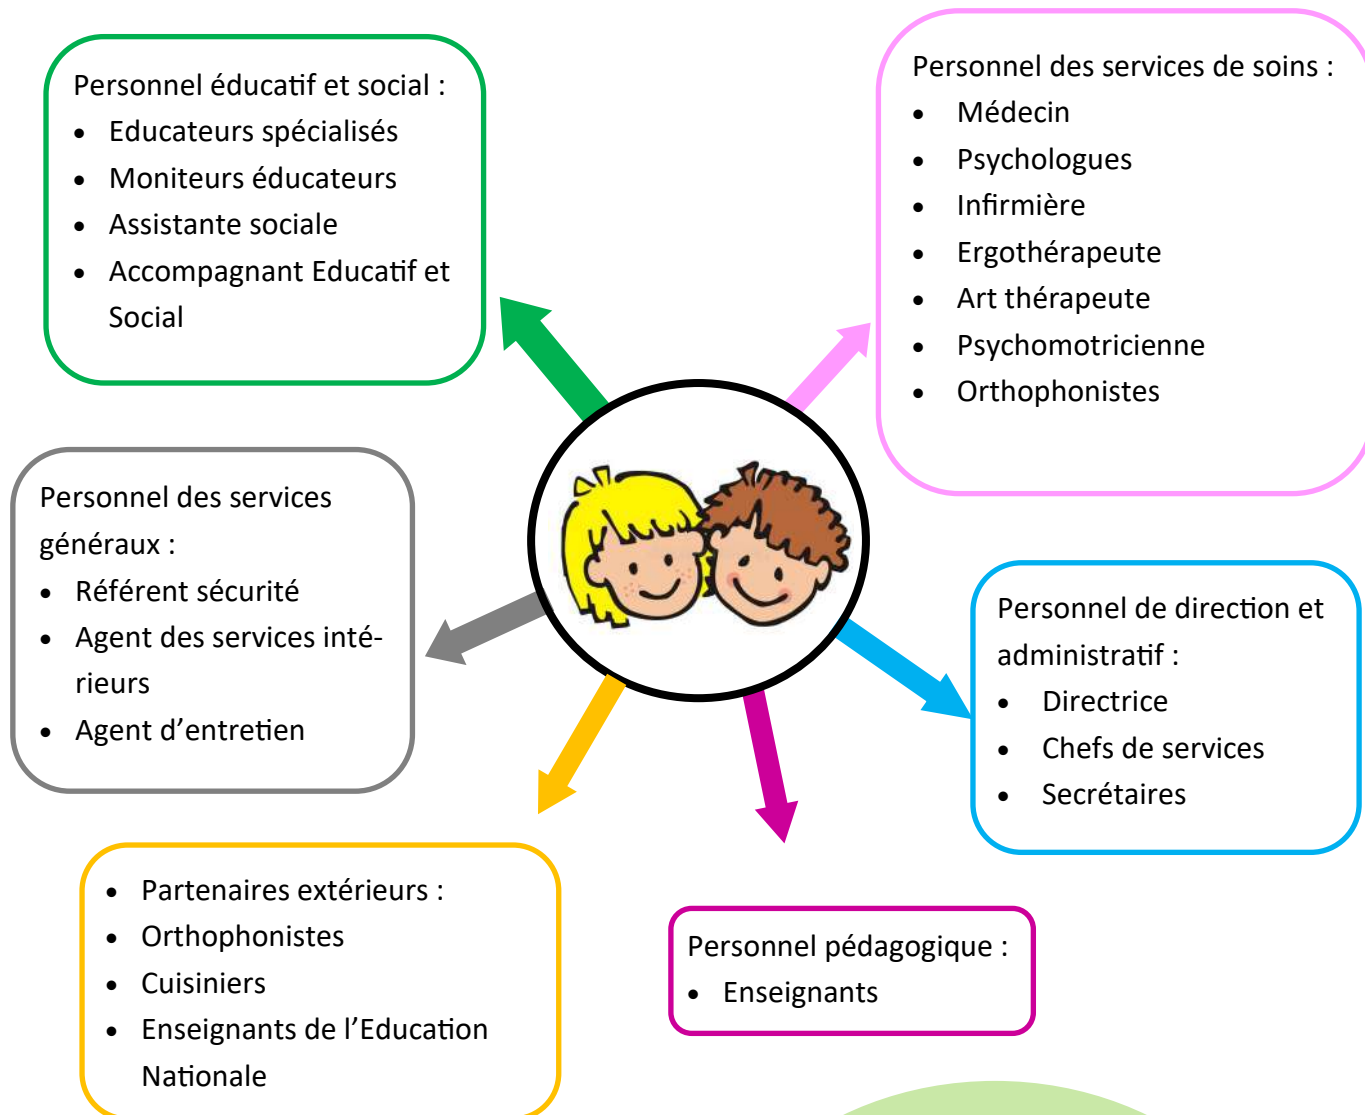 Personnel éducatif et social :
• Educateurs spécialisés
• Moniteurs éducateurs
• Assistante sociale
• Accompagnant Educatif et
Social
Personnel des services de soins :
• Médecin
• Psychologues
• Infirmière
• Ergothérapeute
• Art thérapeute
• Psychomotricienne
• Orthophonistes
Personnel des services
généraux :
• Référent sécurité
• Agent des services inté-
rieurs
• Agent d’entretien
Personnel de direction et
administratif :
• Directrice
• Chefs de services
• Secrétaires
• Partenaires extérieurs :
• Orthophonistes
• Cuisiniers
• Enseignants de l’Education
Nationale
Personnel pédagogique :
• Enseignants